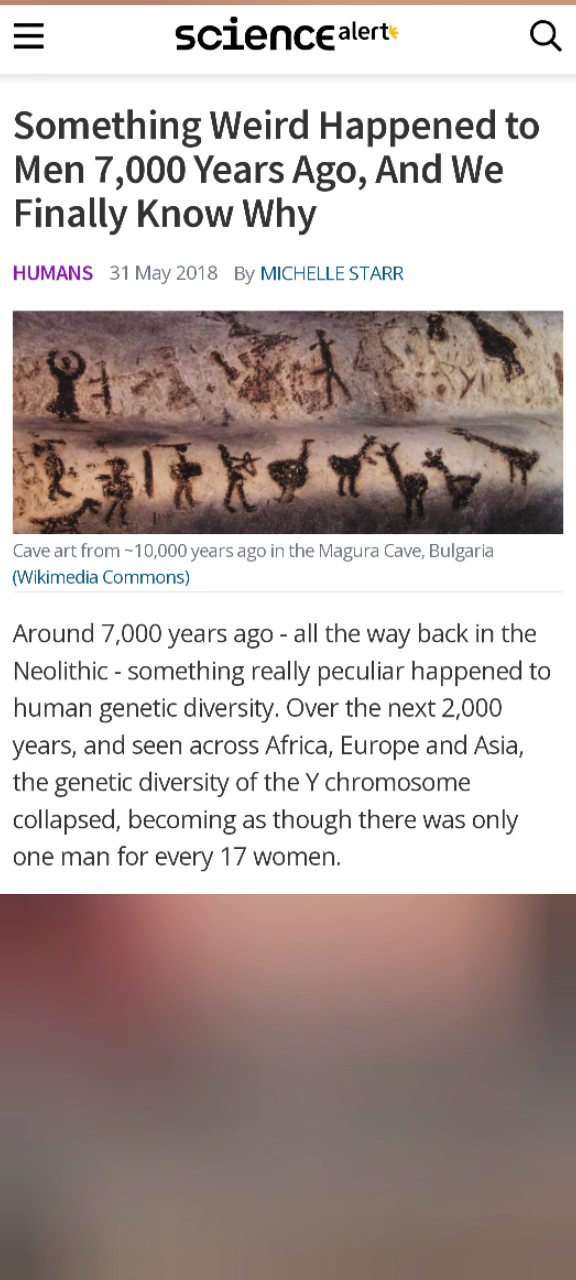 science alert
Something Weird Happened to
Men 7,000 Years Ago, And We
Finally Know Why
HUMANS 31 May 2018 By MICHELLE STARR
Cave art from ~10,000 years ago in the Magura Cave, Bulgaria
(Wikimedia Commons)
Around 7,000 years ago - all the way back in the
Neolithic - something really peculiar happened to
human genetic diversity. Over the next 2,000
years, and seen across Africa, Europe and Asia,
the genetic diversity of the Y chromosome
collapsed, becoming as though there was only
one man for every 17 women.